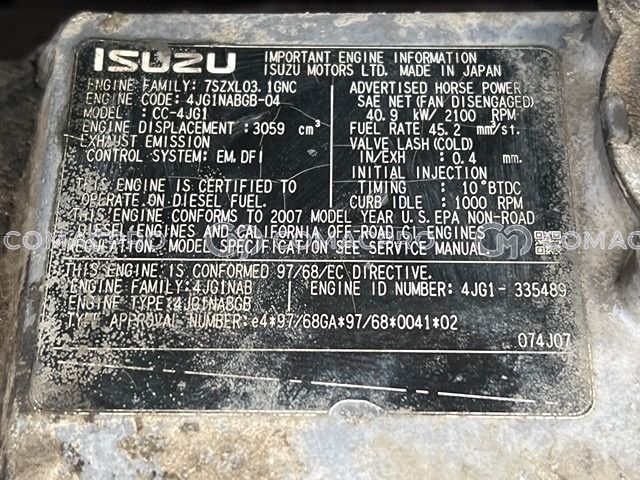 ISUZU
IMPORTANT ENGINE INFORMATION
ISUZU MOTORS LTD. MADE IN JAPAN
ENGINE FAMILY: 7SZXL03.1GNC
ENGINE CODE: 4JG1NABGB-04
MODEL: CC-4JG1
ENGINE DISPLACEMENT: 3059 cm³
EXHAUST EMISSION
CONTROL SYSTEM: EM,DFI
ADVERTISED HORSE POWER
SAE NET (FAN DISENGAGED)
40.9 kW/ 2100 RPM
FUEL RATE 45.2 mm³/st.
VALVE LASH (COLD)
IN/EXH : 0.4 mm.
INITIAL INJECTION
TIMING : 10°BTDC
CURB IDLE : 1000 RPM
THIS ENGINE IS CERTIFIED TO
OPERATE ON DIESEL FUEL.
THIS ENGINE CONFORMS TO 2007 MODEL YEAR U.S. EPA NON-ROAD
DIESEL ENGINES AND CALIFORNIA OFF-ROAD CI ENGINES
REGULATION. MODEL SPECIFICATION SEE SERVICE MANUAL.
THIS ENGINE IS CONFORMED 97/68/EC DIRECTIVE.
ENGINE FAMILY:4JG1NAB
ENGINE ID NUMBER: 4JG1- 335489
ENGINE TYPE:4JG1NABGB
TYPE APPROVAL NUMBER:e4*97/68GA*97/68*0041*02
074J07